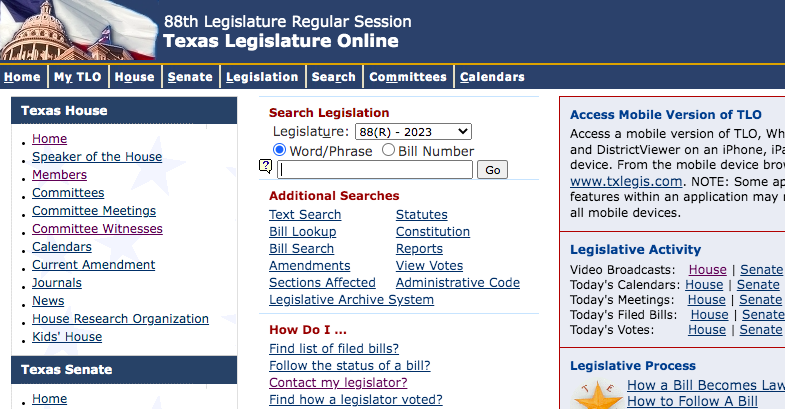 88th Legislature Regular Session
Texas Legislature Online
Home My TLO House Senate Legislation Search Committees Calendars
Texas House
Home
Speaker of the House
Members
Committees
Committee Meetings
Committee Witnesses
Calendars
Current Amendment
Journals
News
House Research Organization
Kids' House
Texas Senate
Home
Search Legislation
Legislature: 88(R) - 2023
Word/Phrase Bill Number
? Go
Additional Searches
Text Search Statutes
Bill Lookup Constitution
Bill Search Reports
Amendments View Votes
Sections Affected Administrative Code
Legislative Archive System
How Do I ...
Find list of filed bills?
Follow the status of a bill?
Contact my legislator?
Find how a legislator voted?
Access Mobile Version of TLO
Access a mobile version of TLO, Wh
and DistrictViewer on an iPhone, iPa
device. From the mobile device brow
www.txlegis.com. NOTE: Some ap
features within an application may
all mobile devices.
Legislative Activity
Video Broadcasts: House | Senate
Today's Calendars: House | Senate
Today's Meetings: House | Senate
Today's Filed Bills: House | Senate
Today's Votes: House | Senate
Legislative Process
How a Bill Becomes Law
How to Follow A Bill